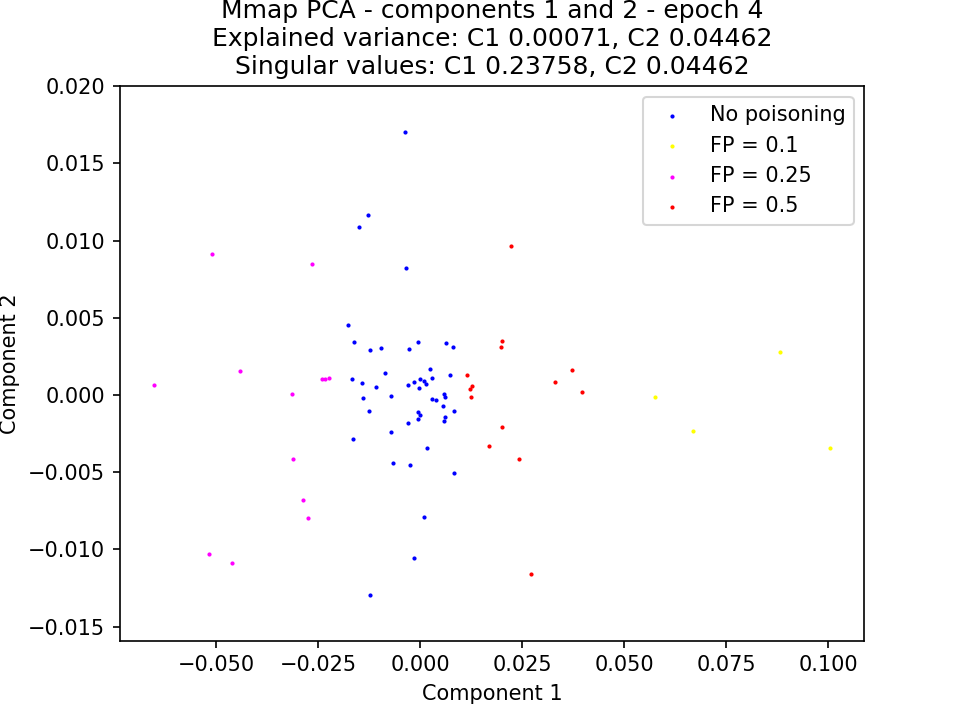 Mmap PCA - components 1 and 2 - epoch 4
Explained variance: C1 0.00071, C2 0.04462
Singular values: C1 0.23758, C2 0.04462
No poisoning
FP = 0.1
FP = 0.25
FP = 0.5
Component 2
0.020
0.015
0.010
0.005
0.000
−0.005
−0.010
−0.015
−0.050 −0.025 0.000 0.025 0.050 0.075 0.100
Component 1